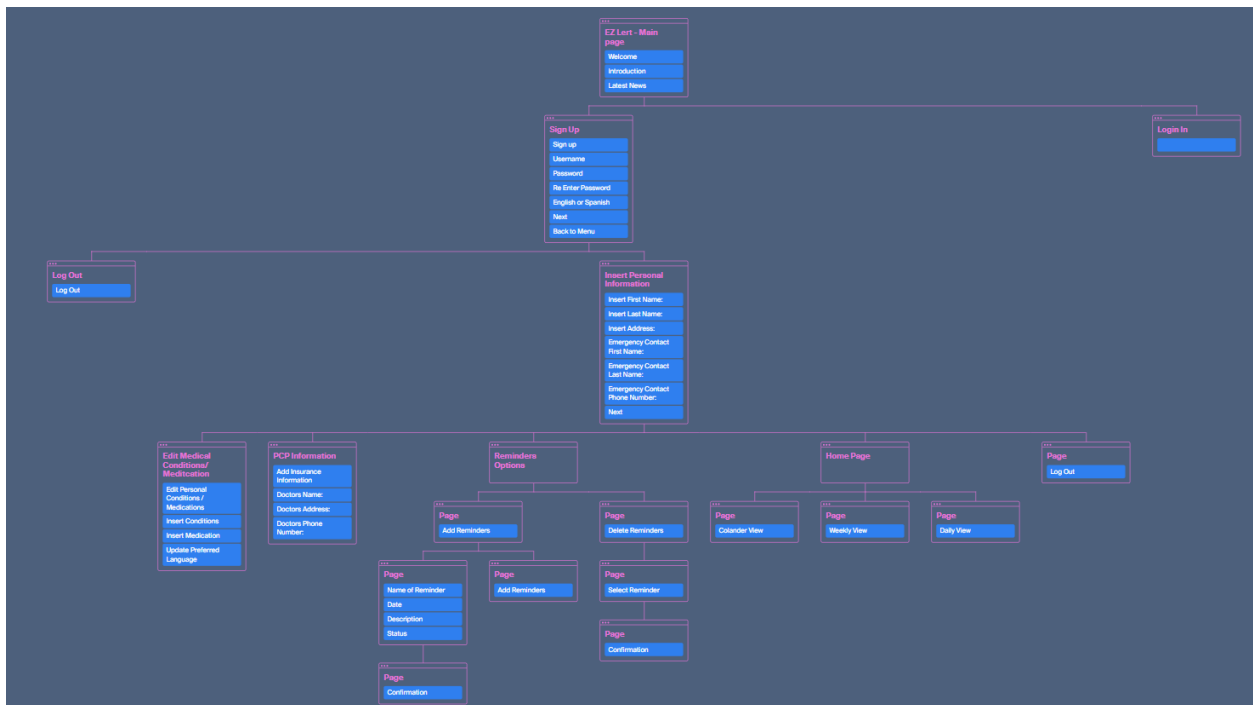 EZ Lert - Main
page
Welcome
Introduction
Latest News
Sign Up
Sign up
Username
Password
Re Enter Password
English or Spanish
Next
Back to Menu
Login In
Log Out
Log Out
Insert Personal
Information
Insert First Name:
Insert Last Name:
Insert Address:
Emergency Contact
First Name:
Emergency Contact
Last Name:
Emergency Contact
Phone Number:
Next
Edit Medical
Conditions/
Meditcation
Edit Personal
Conditions /
Medications
Insert Conditions
Insert Medication
Update Preferred
Language
PCP Information
Add Insurance
Information
Doctors Name:
Doctors Address:
Doctors Phone
Number:
Reminders
Options
Home Page
Page
Log Out
Page
Add Reminders
Page
Delete Reminders
Page
Colander View
Page
Weekly View
Page
Daily View
Page
Name of Reminder
Date
Description
Status
Page
Add Reminders
Page
Select Reminder
Page
Confirmation
Page
Confirmation